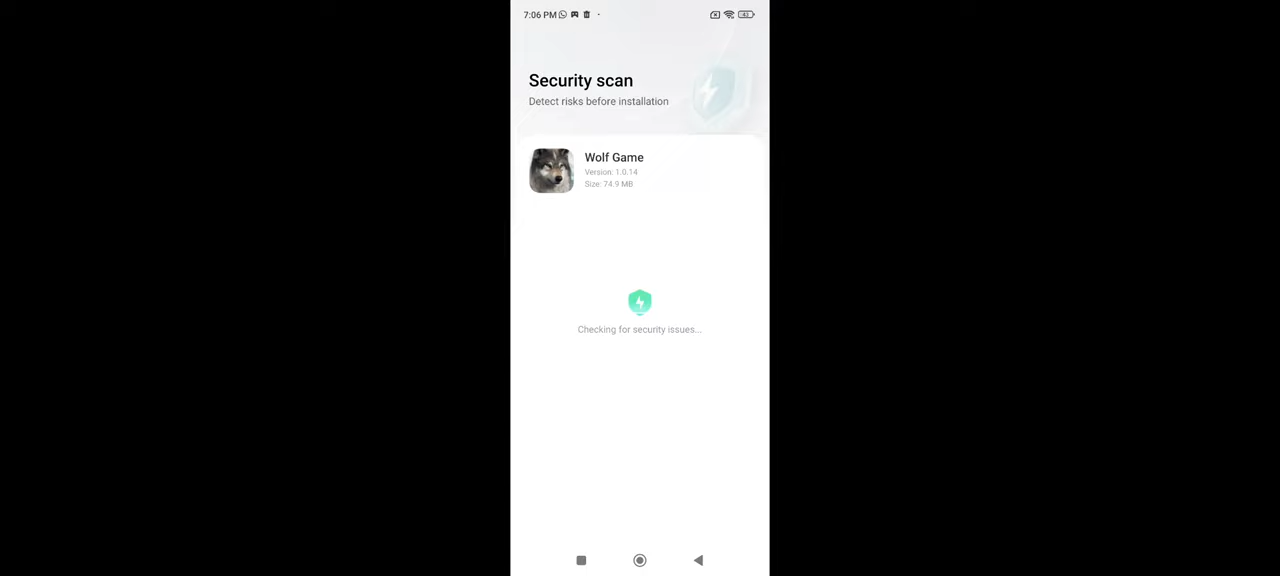 7:06 PM
43
Security scan
Detect risks before installation
Wolf Game
Version: 1.0.14
Size: 74.9 MB
Checking for security issues...